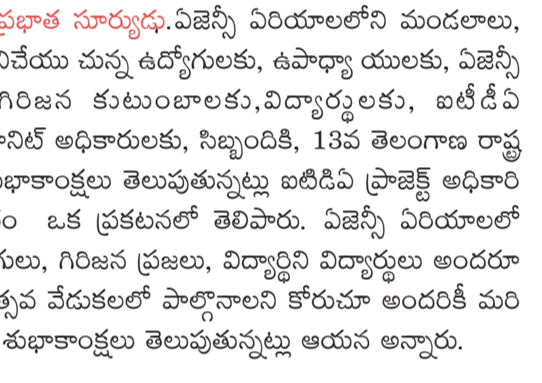 ప్రభాత సూర్యుడు.ఏజెన్సీ ఏరియాలలోని మండలాలు,
నిచేయు చున్న ఉద్యోగులకు, ఉపాధ్యా యులకు, ఏజెన్సీ
గిరిజన కుటుంబాలకు,విద్యార్థులకు, ఐటీడీఏ
నిట్ అధికారులకు, సిబ్బందికి, 13వ తెలంగాణ రాష్ట్ర
భాకాంక్షలు తెలుపుతున్నట్లు ఐటిడిఏ ప్రాజెక్ట్ అధికారి
ఒక ప్రకటనలో తెలిపారు. ఏజెన్సీ ఏరియాలలో
గులు, గిరిజన ప్రజలు, విద్యార్థిని విద్యార్థులు అందరూ
త్సవ వేడుకలలో పాల్గొనాలని కోరుచూ అందరికీ మరి
శుభాకాంక్షలు తెలుపుతున్నట్లు ఆయన అన్నారు.